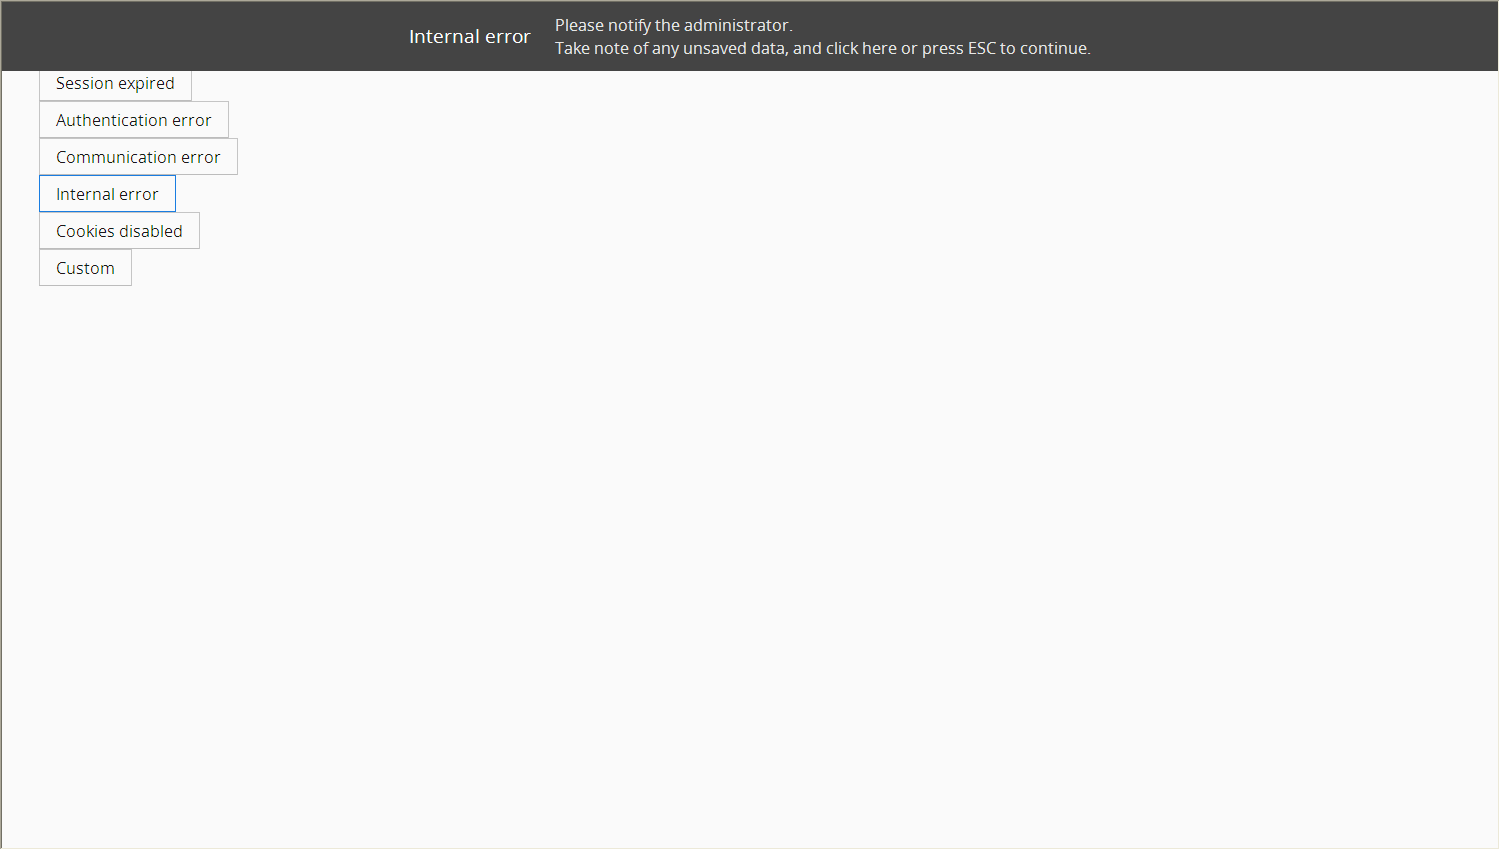 Internal error
Please notify the administrator.
Take note of any unsaved data, and click here or press ESC to continue.
Session expired
Authentication error
Communication error
Internal error
Cookies disabled
Custom